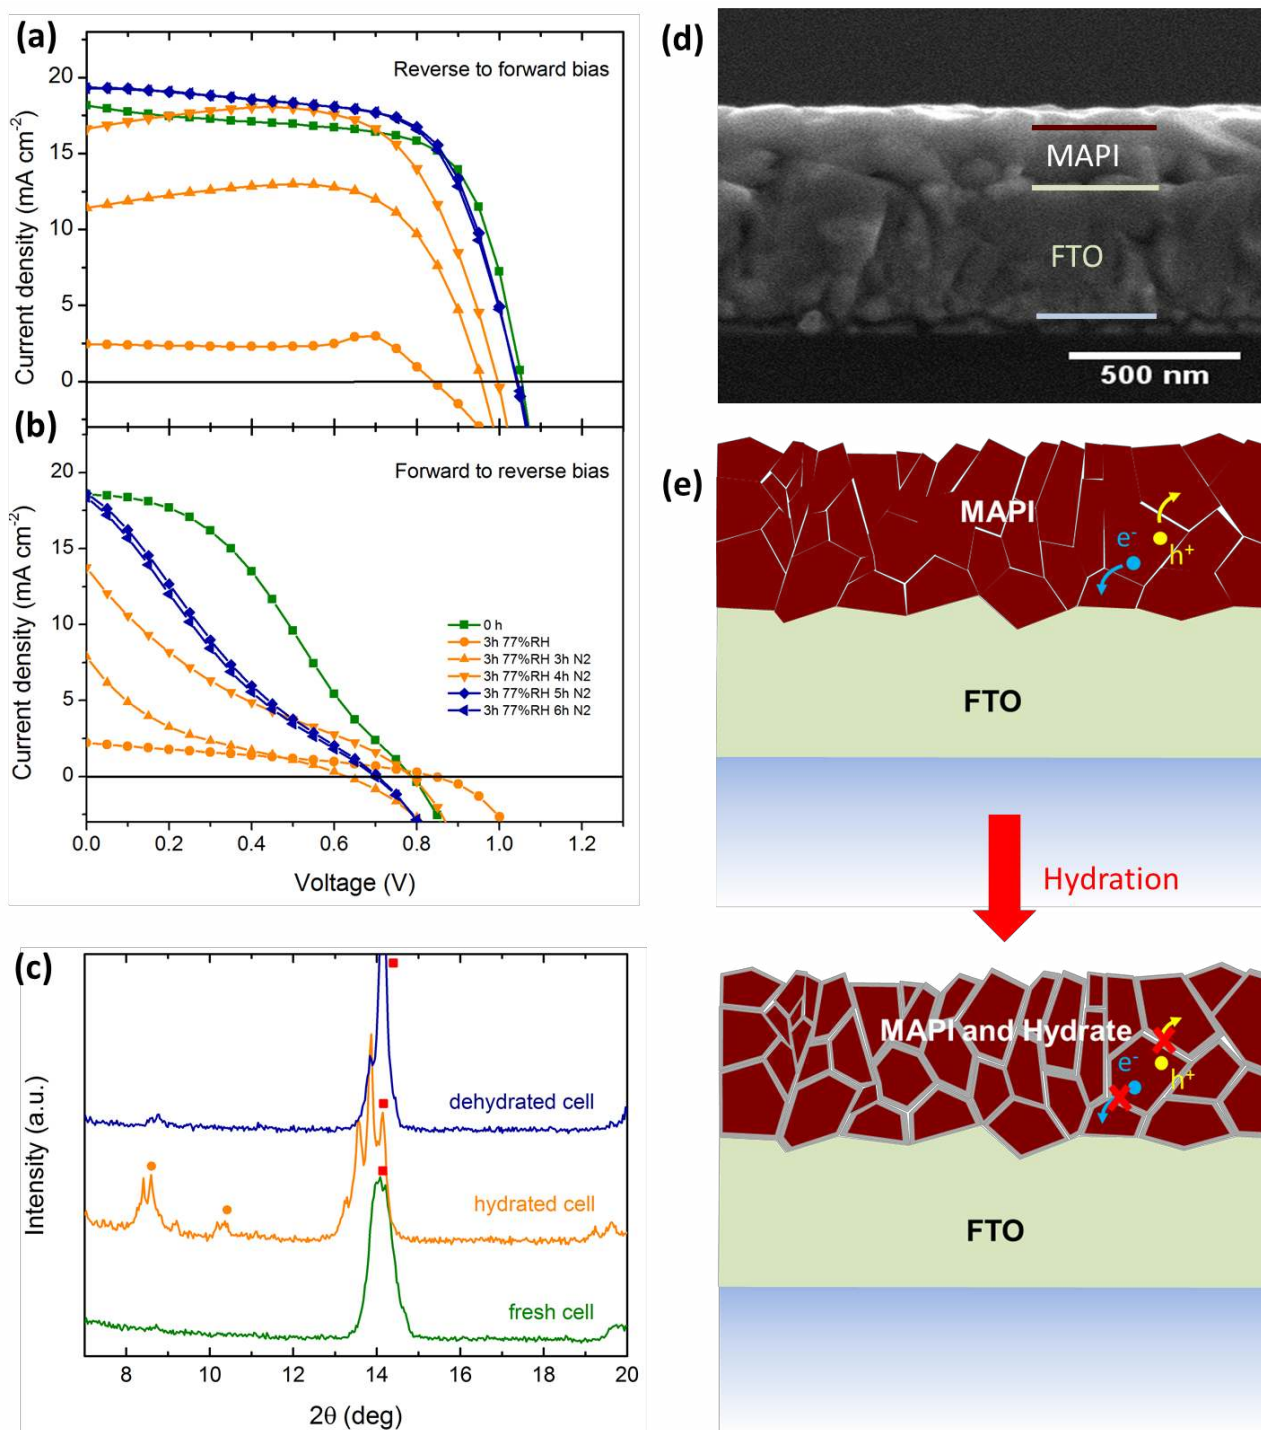 (a)
Reverse to forward bias
20
15
10
5
0
Current density (mA cm⁻²)
(b)
Forward to reverse bias
20
15
10
5
0
Current density (mA cm⁻²)
0 h
3h 77%RH
3h 77%RH 3h N2
3h 77%RH 4h N2
3h 77%RH 5h N2
3h 77%RH 6h N2
0.0 0.2 0.4 0.6 0.8 1.0 1.2
Voltage (V)
(c)
Intensity (a.u.)
dehydrated cell
hydrated cell
fresh cell
8 10 12 14 16 18 20
2θ (deg)
(d)
MAPI
FTO
500 nm
(e)
MAPI
e⁻
h⁺
FTO
Hydration
MAPI and Hydrate
e⁻
h⁺
FTO